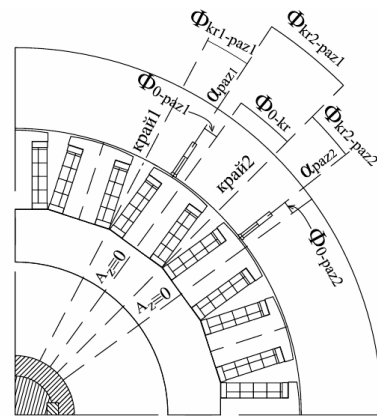 Φkr1-paz1
Φkr2-paz1
αpaz1
Φ0-paz1
Φ0-kr
Φkr2-paz2
край1
край2
αpaz2
Φ0-paz2
Az=0
Az=0